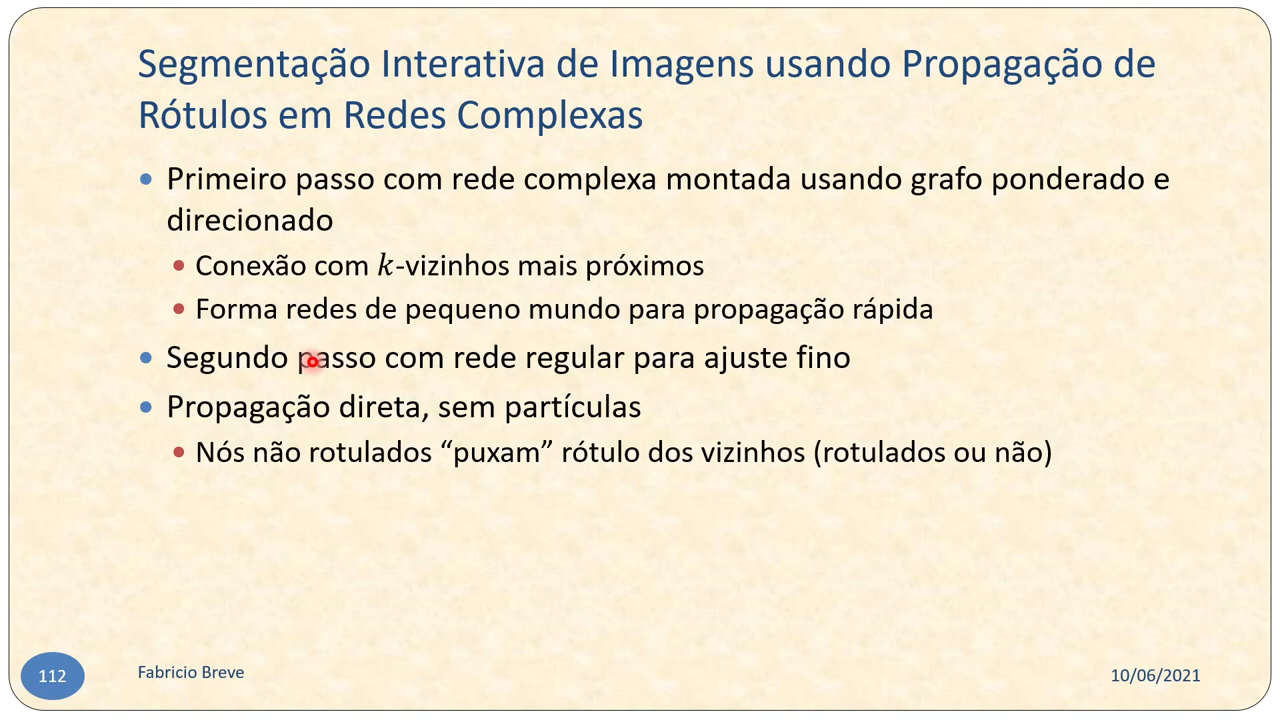 Segmentação Interativa de Imagens usando Propagação de
Rótulos em Redes Complexas
Primeiro passo com rede complexa montada usando grafo ponderado e
direcionado
Conexão com k-vizinhos mais próximos
Forma redes de pequeno mundo para propagação rápida
Segundo passo com rede regular para ajuste fino
Propagação direta, sem partículas
Nós não rotulados “puxam” rótulo dos vizinhos (rotulados ou não)
112
Fabricio Breve
10/06/2021